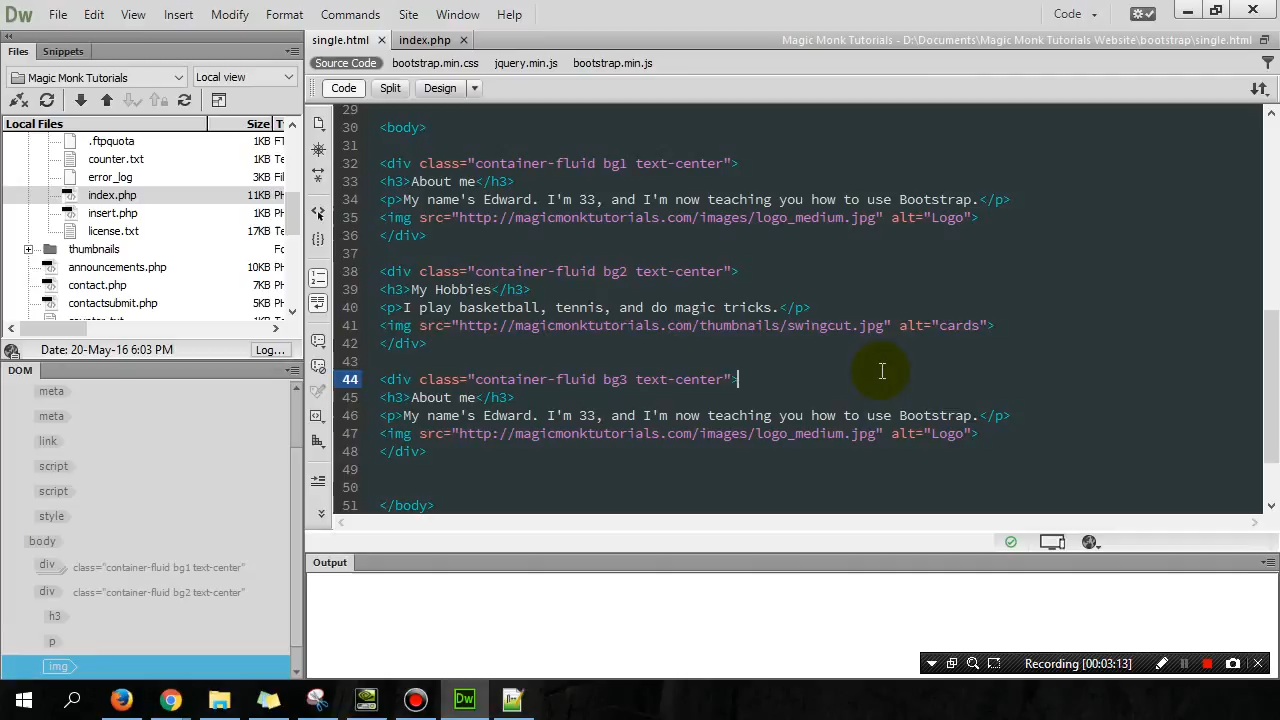 Dw File Edit View Insert Modify Format Commands Site Window Help Code
Files Snippets
single.html index.php Magic Monk Tutorials - D:\Documents\Magic Monk Tutorials Website\bootstrap\single.html
Source Code bootstrap.min.css jquery.min.js bootstrap.min.js
Magic Monk Tutorials Local view
Code Split Design
Local Files Size
.ftpquota 1KB
counter.txt 1KB
error_log 1KB
index.php 11KB
insert.php 1KB
license.txt 17KB
thumbnails
announcements.php 10KB
contact.php 7KB
contactsubmit.php 5KB
Date: 20-May-16 6:03 PM Log...
DOM
meta
meta
link
script
script
style
body
div class="container-fluid bg1 text-center"
div class="container-fluid bg2 text-center"
h3
p
img
29
30 <body>
31
32 <div class="container-fluid bg1 text-center">
33 <h3>About me</h3>
34 <p>My name's Edward. I'm 33, and I'm now teaching you how to use Bootstrap.</p>
35 <img src="http://magicmonktutorials.com/images/logo_medium.jpg" alt="Logo">
36 </div>
37
38 <div class="container-fluid bg2 text-center">
39 <h3>My Hobbies</h3>
40 <p>I play basketball, tennis, and do magic tricks.</p>
41 <img src="http://magicmonktutorials.com/thumbnails/swingcut.jpg" alt="cards">
42 </div>
43
44 <div class="container-fluid bg3 text-center">
45 <h3>About me</h3>
46 <p>My name's Edward. I'm 33, and I'm now teaching you how to use Bootstrap.</p>
47 <img src="http://magicmonktutorials.com/images/logo_medium.jpg" alt="Logo">
48 </div>
49
50
51 </body>
Output
Recording [00:03:13]
Dw